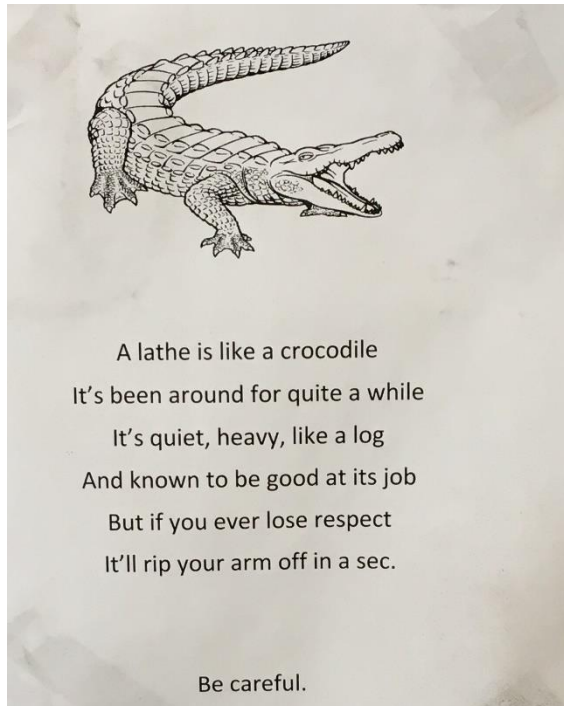 A lathe is like a crocodile
It's been around for quite a while
It's quiet, heavy, like a log
And known to be good at its job
But if you ever lose respect
It'll rip your arm off in a sec.
Be careful.